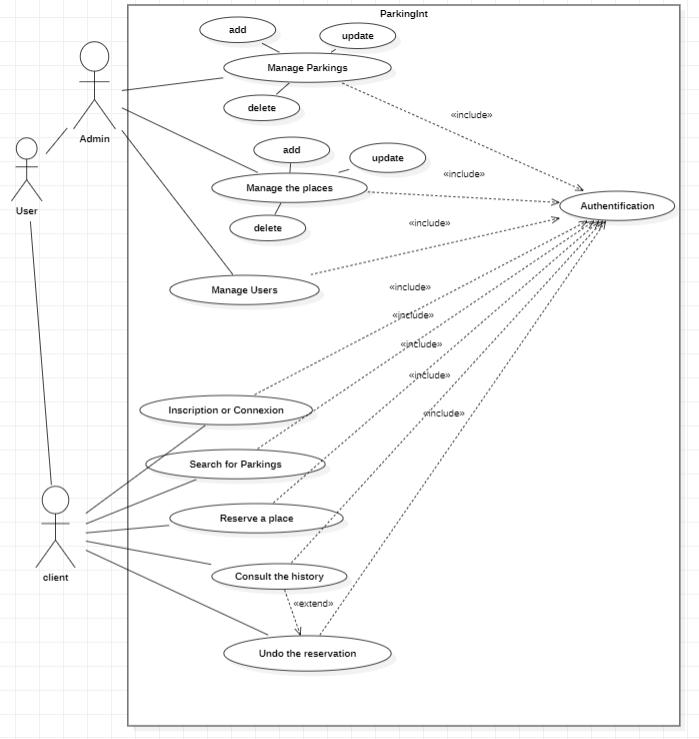 ParkingInt
add
update
Manage Parkings
delete
«include»
Admin
add
update
«include»
Manage the places
User
delete
Authentification
«include»
Manage Users
«include»
«include»
«include»
«include»
«include»
Inscription or Connexion
Search for Parkings
Reserve a place
client
Consult the history
«extend»
Undo the reservation